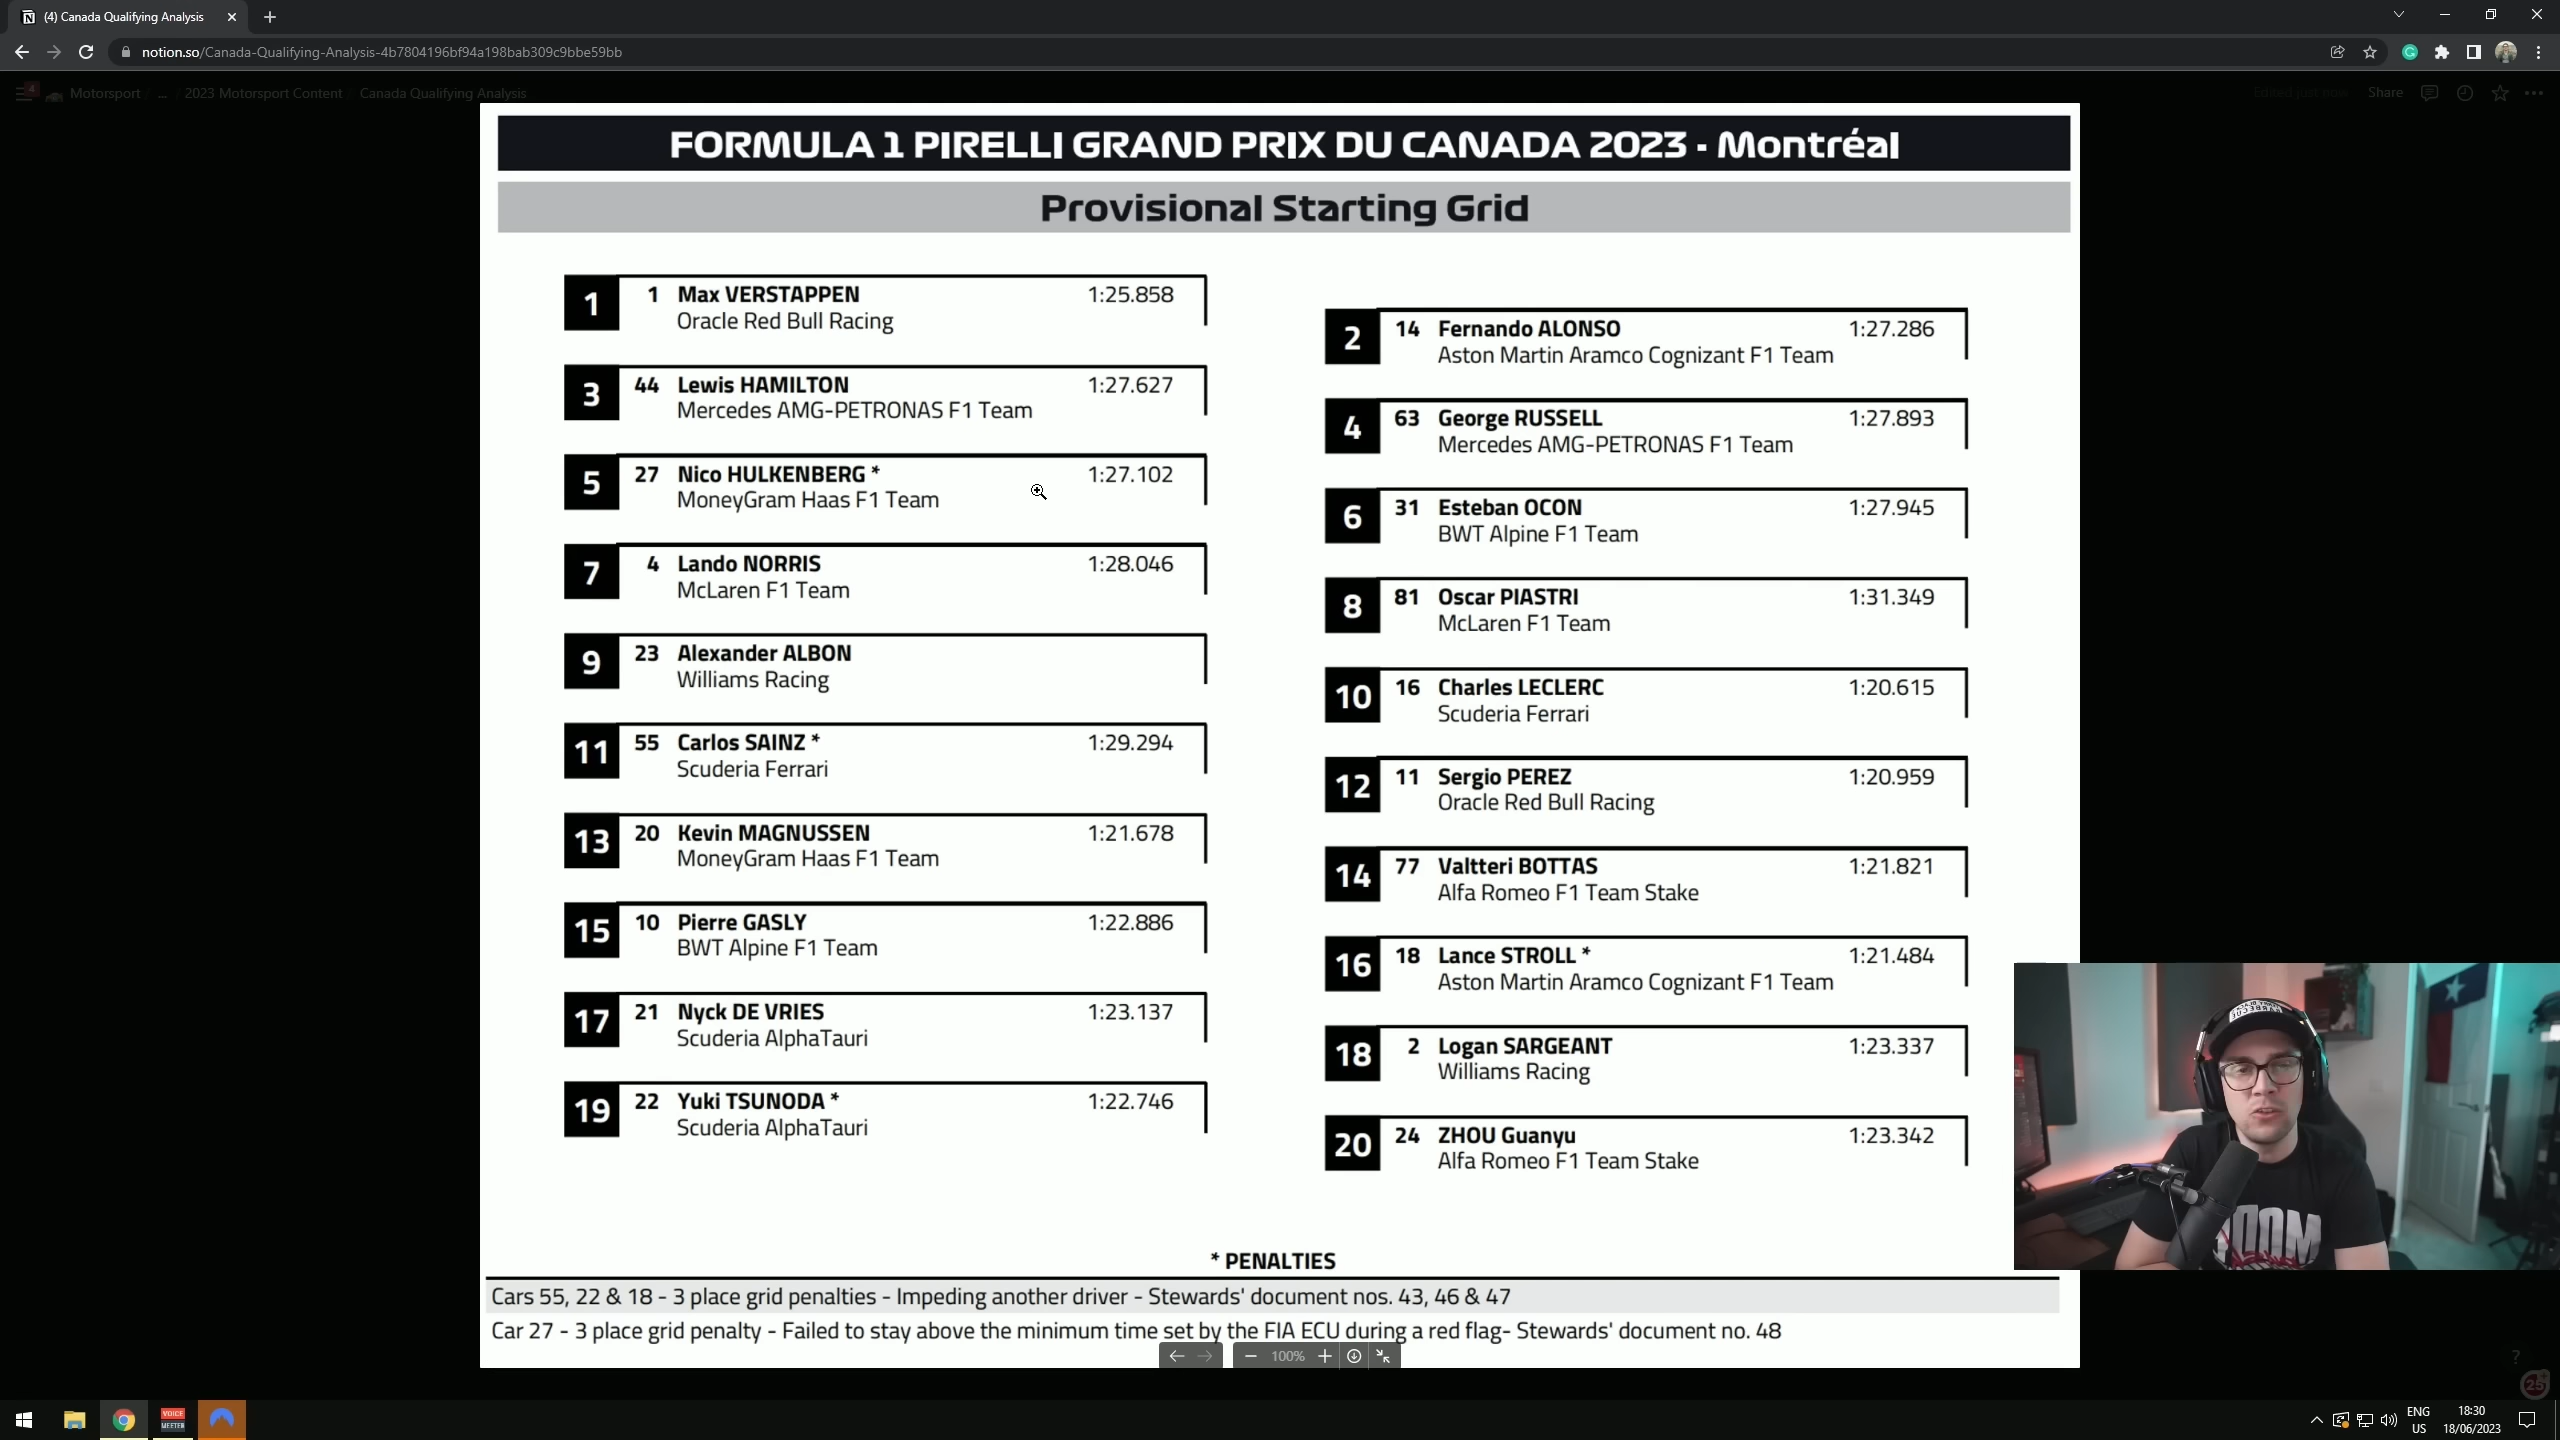 (4) Canada Qualifying Analysis
notion.so/Canada-Qualifying-Analysis-4b7804196bf94a198bab309c9bbe59bb
4
Motorsport / ... / 2023 Motorsport Content / Canada Qualifying Analysis
Edited just now Share
FORMULA 1 PIRELLI GRAND PRIX DU CANADA 2023 - Montréal
Provisional Starting Grid
1 1 Max VERSTAPPEN 1:25.858
Oracle Red Bull Racing
2 14 Fernando ALONSO 1:27.286
Aston Martin Aramco Cognizant F1 Team
3 44 Lewis HAMILTON 1:27.627
Mercedes AMG-PETRONAS F1 Team
4 63 George RUSSELL 1:27.893
Mercedes AMG-PETRONAS F1 Team
5 27 Nico HULKENBERG * 1:27.102
MoneyGram Haas F1 Team
6 31 Esteban OCON 1:27.945
BWT Alpine F1 Team
7 4 Lando NORRIS 1:28.046
McLaren F1 Team
8 81 Oscar PIASTRI 1:31.349
McLaren F1 Team
9 23 Alexander ALBON
Williams Racing
10 16 Charles LECLERC 1:20.615
Scuderia Ferrari
11 55 Carlos SAINZ * 1:29.294
Scuderia Ferrari
12 11 Sergio PEREZ 1:20.959
Oracle Red Bull Racing
13 20 Kevin MAGNUSSEN 1:21.678
MoneyGram Haas F1 Team
14 77 Valtteri BOTTAS 1:21.821
Alfa Romeo F1 Team Stake
15 10 Pierre GASLY 1:22.886
BWT Alpine F1 Team
16 18 Lance STROLL * 1:21.484
Aston Martin Aramco Cognizant F1 Team
17 21 Nyck DE VRIES 1:23.137
Scuderia AlphaTauri
18 2 Logan SARGEANT 1:23.337
Williams Racing
19 22 Yuki TSUNODA * 1:22.746
Scuderia AlphaTauri
20 24 ZHOU Guanyu 1:23.342
Alfa Romeo F1 Team Stake
* PENALTIES
Cars 55, 22 & 18 - 3 place grid penalties - Impeding another driver - Stewards' document nos. 43, 46 & 47
Car 27 - 3 place grid penalty - Failed to stay above the minimum time set by the FIA ECU during a red flag- Stewards' document no. 48
100%
?
25
VOICE
MEETER
ENG
US
18:30
18/06/2023